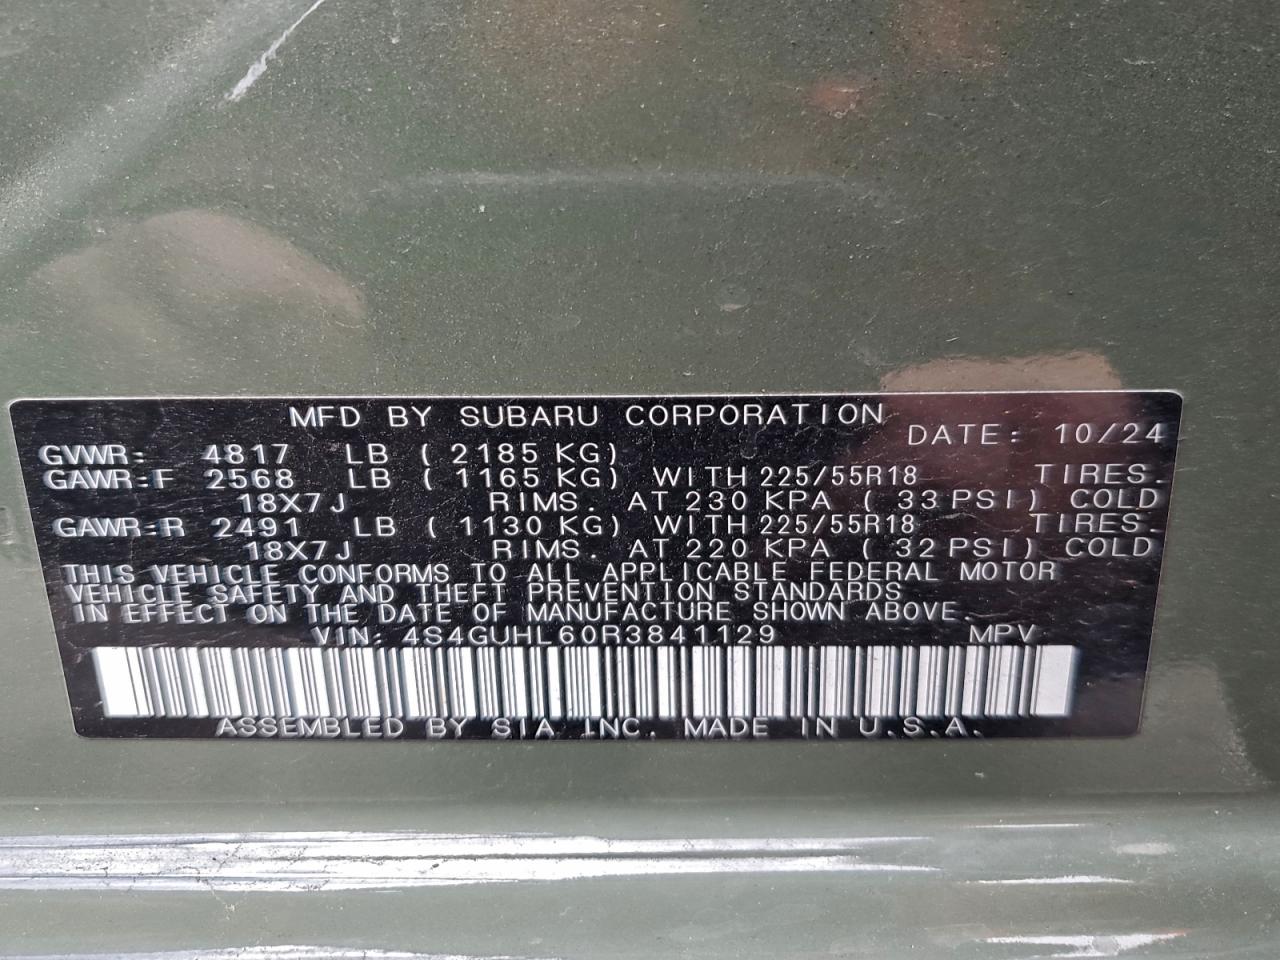 MFD BY SUBARU CORPORATION
DATE: 10/24
GVWR: 4817 LB ( 2185 KG)
GAWR:F 2568 LB ( 1165 KG) WITH 225/55R18 TIRES.
18X7J RIMS. AT 230 KPA ( 33 PSI) COLD
GAWR:R 2491 LB ( 1130 KG) WITH 225/55R18 TIRES.
18X7J RIMS. AT 220 KPA ( 32 PSI) COLD
THIS VEHICLE CONFORMS TO ALL APPLICABLE FEDERAL MOTOR
VEHICLE SAFETY AND THEFT PREVENTION STANDARDS
IN EFFECT ON THE DATE OF MANUFACTURE SHOWN ABOVE.
VIN: 4S4GUHL60R3841129 MPV
ASSEMBLED BY SIA INC. MADE IN U.S.A.